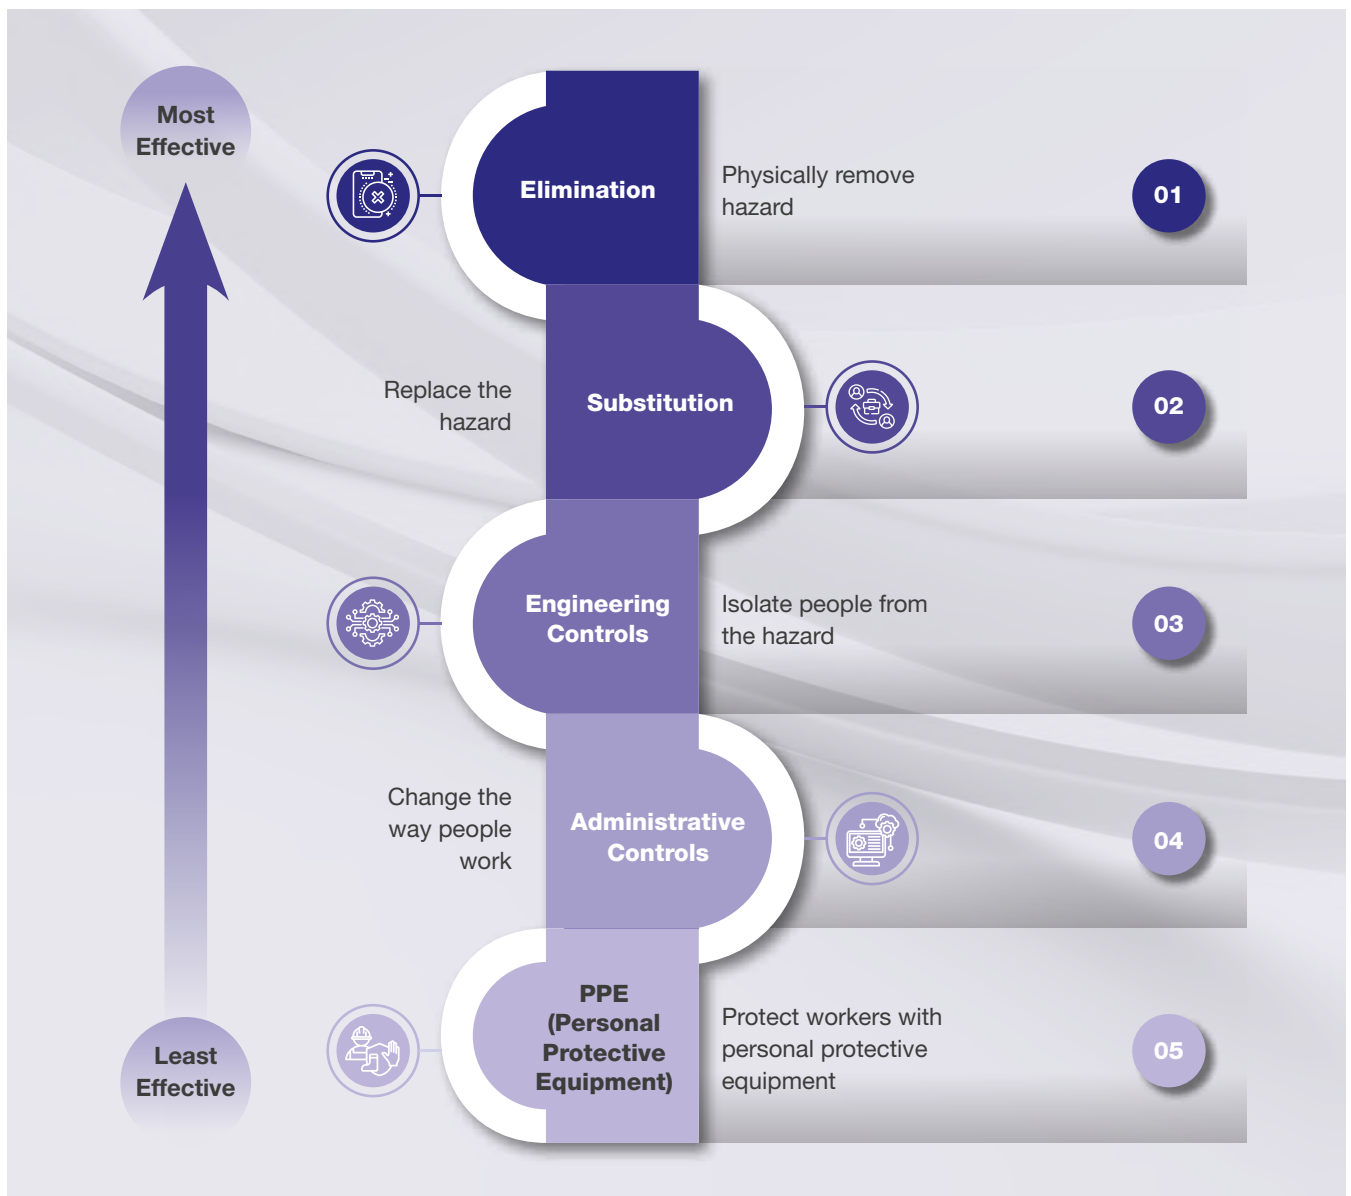 Most
Effective
Elimination
Physically remove
hazard
01
Replace the
hazard
Substitution
02
Engineering
Controls
Isolate people from
the hazard
03
Change the
way people
work
Administrative
Controls
04
Least
Effective
PPE
(Personal
Protective
Equipment)
Protect workers with
personal protective
equipment
05